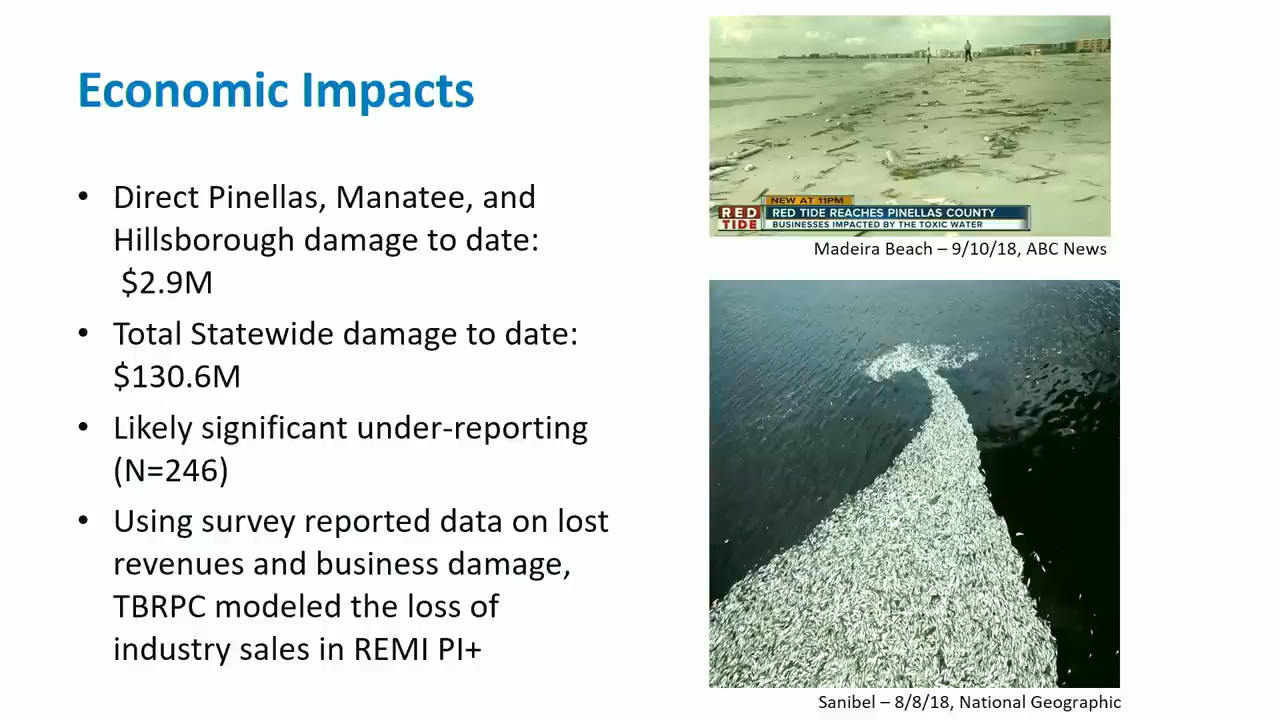 Economic Impacts
• Direct Pinellas, Manatee, and
Hillsborough damage to date:
$2.9M
• Total Statewide damage to date:
$130.6M
• Likely significant under-reporting
(N=246)
• Using survey reported data on lost
revenues and business damage,
TBRPC modeled the loss of
industry sales in REMI PI+
NEW AT 11PM
RED
TIDE
RED TIDE REACHES PINELLAS COUNTY
BUSINESSES IMPACTED BY THE TOXIC WATER
Madeira Beach – 9/10/18, ABC News
Sanibel – 8/8/18, National Geographic